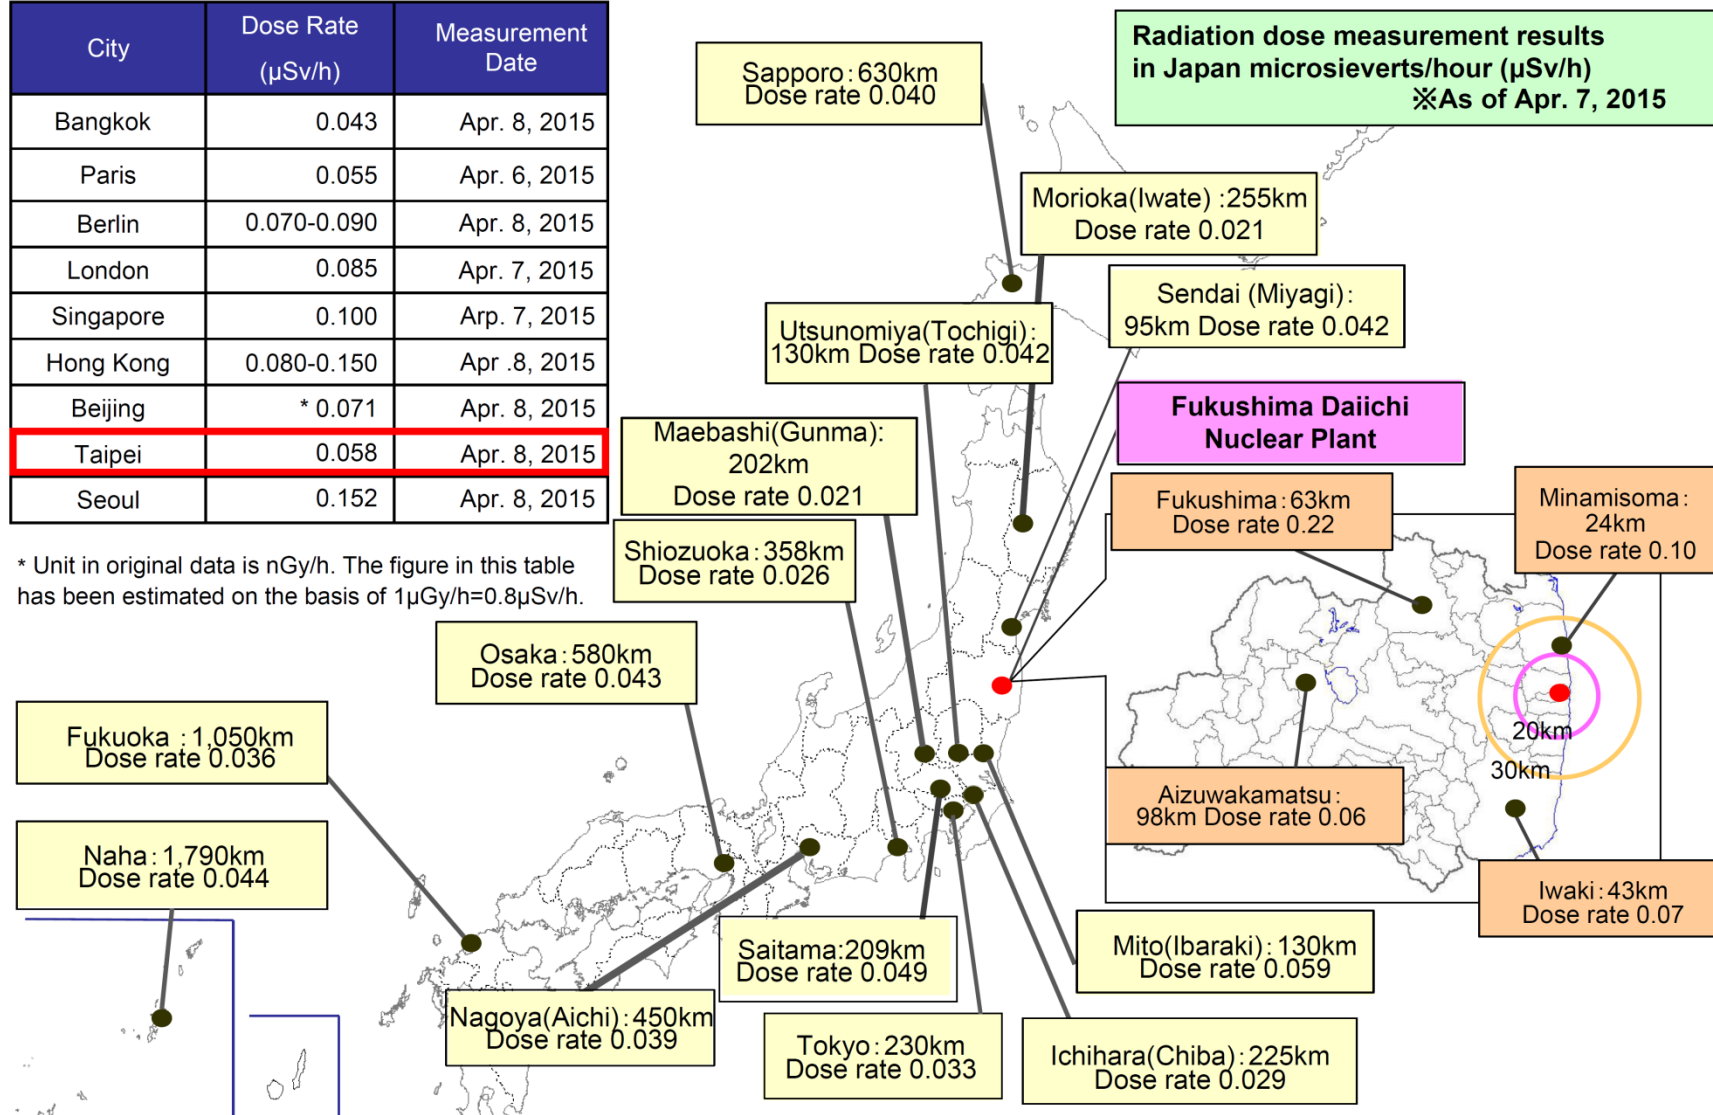 City
Dose Rate
(μSv/h)
Measurement
Date
Bangkok 0.043 Apr. 8, 2015
Paris 0.055 Apr. 6, 2015
Berlin 0.070-0.090 Apr. 8, 2015
London 0.085 Apr. 7, 2015
Singapore 0.100 Arp. 7, 2015
Hong Kong 0.080-0.150 Apr .8, 2015
Beijing * 0.071 Apr. 8, 2015
Taipei 0.058 Apr. 8, 2015
Seoul 0.152 Apr. 8, 2015
* Unit in original data is nGy/h. The figure in this table
has been estimated on the basis of 1μGy/h=0.8μSv/h.
Radiation dose measurement results
in Japan microsieverts/hour (μSv/h)
※As of Apr. 7, 2015
Sapporo：630km
Dose rate 0.040
Morioka(Iwate) :255km
Dose rate 0.021
Sendai (Miyagi)：
95km Dose rate 0.042
Utsunomiya(Tochigi)：
130km Dose rate 0.042
Fukushima Daiichi
Nuclear Plant
Maebashi(Gunma):
202km
Dose rate 0.021
Fukushima：63km
Dose rate 0.22
Minamisoma：
24km
Dose rate 0.10
Shiozuoka：358km
Dose rate 0.026
Osaka：580km
Dose rate 0.043
Fukuoka：1,050km
Dose rate 0.036
20km
30km
Aizuwakamatsu：
98km Dose rate 0.06
Naha：1,790km
Dose rate 0.044
Iwaki：43km
Dose rate 0.07
Saitama:209km
Dose rate 0.049
Mito(Ibaraki)：130km
Dose rate 0.059
Nagoya(Aichi)：450km
Dose rate 0.039
Tokyo：230km
Dose rate 0.033
Ichihara(Chiba)：225km
Dose rate 0.029